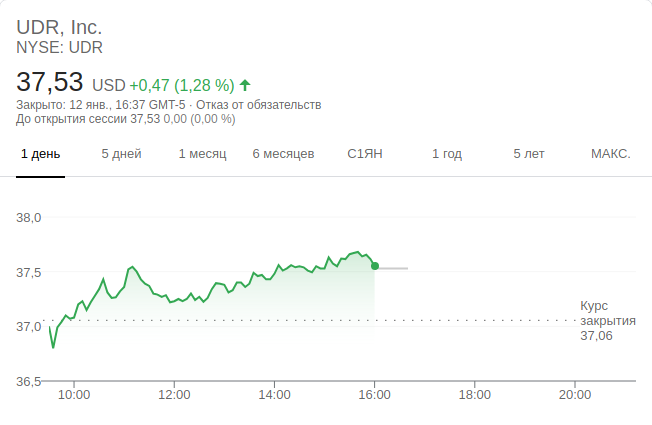 UDR, Inc.
NYSE: UDR
37,53 USD +0,47 (1,28 %)
Закрыто: 12 янв., 16:37 GMT-5 · Отказ от обязательств
До открытия сессии 37,53 0,00 (0,00 %)
1 день 5 дней 1 месяц 6 месяцев С1ЯН 1 год 5 лет МАКС.
38,0
37,5
Курс
закрытия
37,06
37,0
36,5
10:00 12:00 14:00 16:00 18:00 20:00